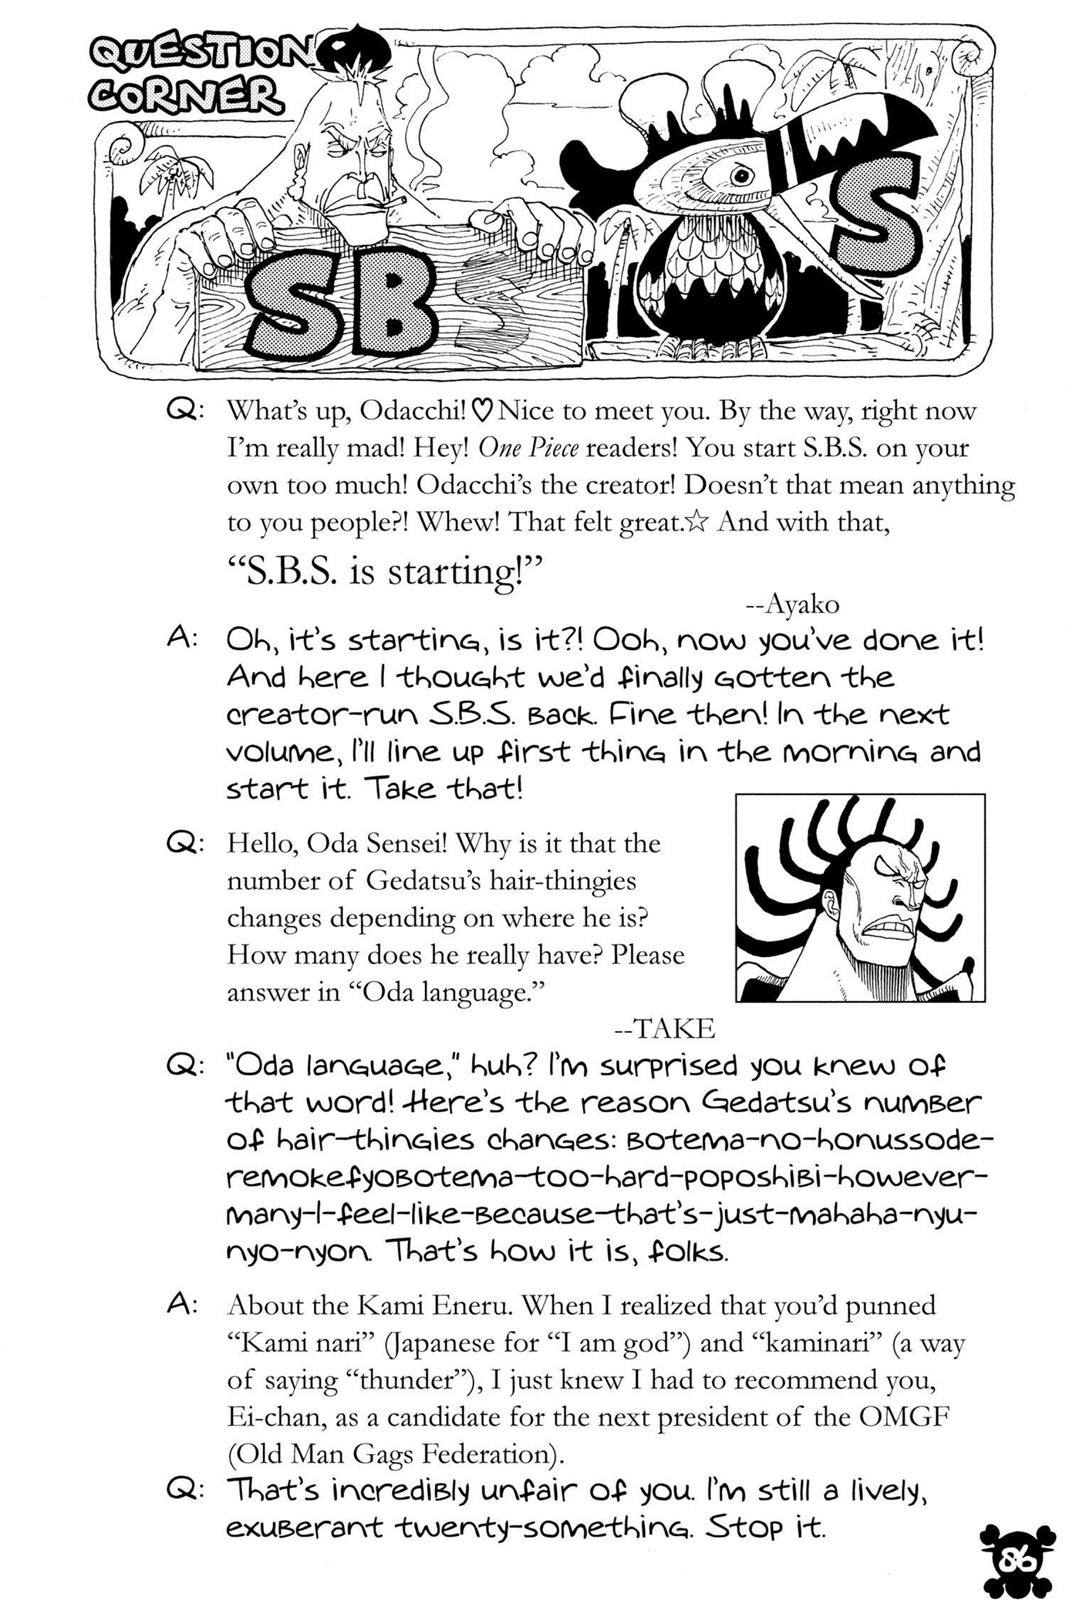 QUESTION
CORNER
SBS
S
Q: What's up, Odacchi!♡Nice to meet you. By the way, right now
I'm really mad! Hey! One Piece readers! You start S.B.S. on your
own too much! Odacchi's the creator! Doesn't that mean anything
to you people?! Whew! That felt great.☆ And with that,
“S.B.S. is starting!”
--Ayako
A: Oh, it's starting, is it?! Ooh, now you've done it!
And here I thought we'd finally gotten the
creator-run S.B.S. back. Fine then! In the next
volume, I'll line up first thing in the morning and
start it. Take that!
Q: Hello, Oda Sensei! Why is it that the
number of Gedatsu's hair-thingies
changes depending on where he is?
How many does he really have? Please
answer in “Oda language.”
--TAKE
Q: "Oda language," huh? I'm surprised you knew of
that word! Here's the reason Gedatsu's number
of hair-thingies changes: botema-no-honussode-
remokefyobotema-too-hard-poposhibi-however-
many-I-feel-like-because-that's-just-mahaha-nyu-
nyo-nyon. That's how it is, folks.
A: About the Kami Eneru. When I realized that you'd punned
“Kami nari” (Japanese for “I am god”) and “kaminari” (a way
of saying “thunder”), I just knew I had to recommend you,
Ei-chan, as a candidate for the next president of the OMGF
(Old Man Gags Federation).
Q: That's incredibly unfair of you. I'm still a lively,
exuberant twenty-something. Stop it.
86